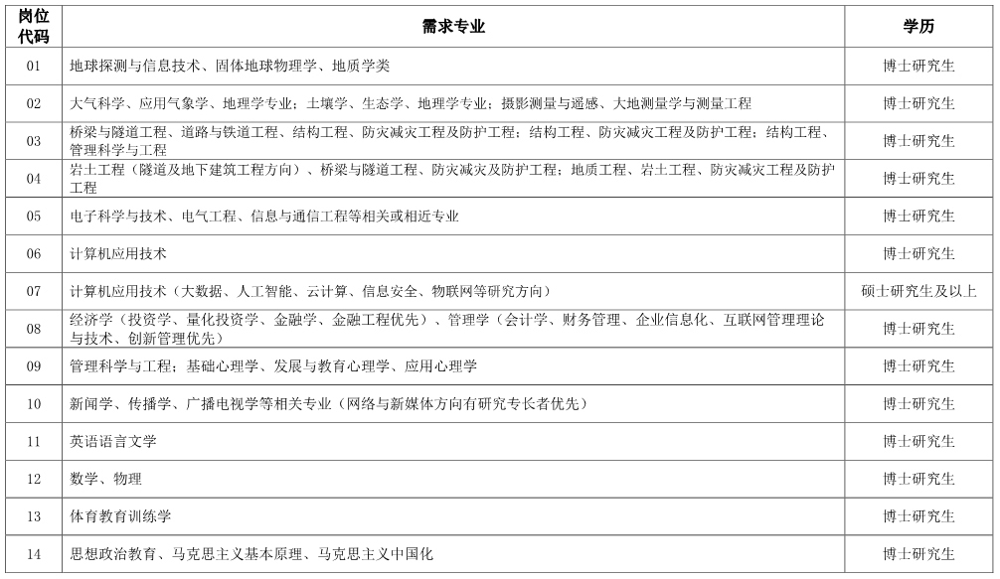 岗位
代码
需求专业
学历
01
地球探测与信息技术、固体地球物理学、地质学类
博士研究生
02
大气科学、应用气象学、地理学专业；土壤学、生态学、地理学专业；摄影测量与遥感、大地测量学与测量工程
博士研究生
03
桥梁与隧道工程、道路与铁道工程、结构工程、防灾减灾工程及防护工程；结构工程、防灾减灾工程及防护工程；结构工程、
管理科学与工程
博士研究生
04
岩土工程（隧道及地下建筑工程方向）、桥梁与隧道工程、防灾减灾及防护工程；地质工程、岩土工程、防灾减灾工程及防护
工程
博士研究生
05
电子科学与技术、电气工程、信息与通信工程等相关或相近专业
博士研究生
06
计算机应用技术
博士研究生
07
计算机应用技术（大数据、人工智能、云计算、信息安全、物联网等研究方向）
硕士研究生及以上
08
经济学（投资学、量化投资学、金融学、金融工程优先）、管理学（会计学、财务管理、企业信息化、互联网管理理论
与技术、创新管理优先）
博士研究生
09
管理科学与工程；基础心理学、发展与教育心理学、应用心理学
博士研究生
10
新闻学、传播学、广播电视学等相关专业（网络与新媒体方向有研究专长者优先）
博士研究生
11
英语语言文学
博士研究生
12
数学、物理
博士研究生
13
体育教育训练学
博士研究生
14
思想政治教育、马克思主义基本原理、马克思主义中国化
博士研究生